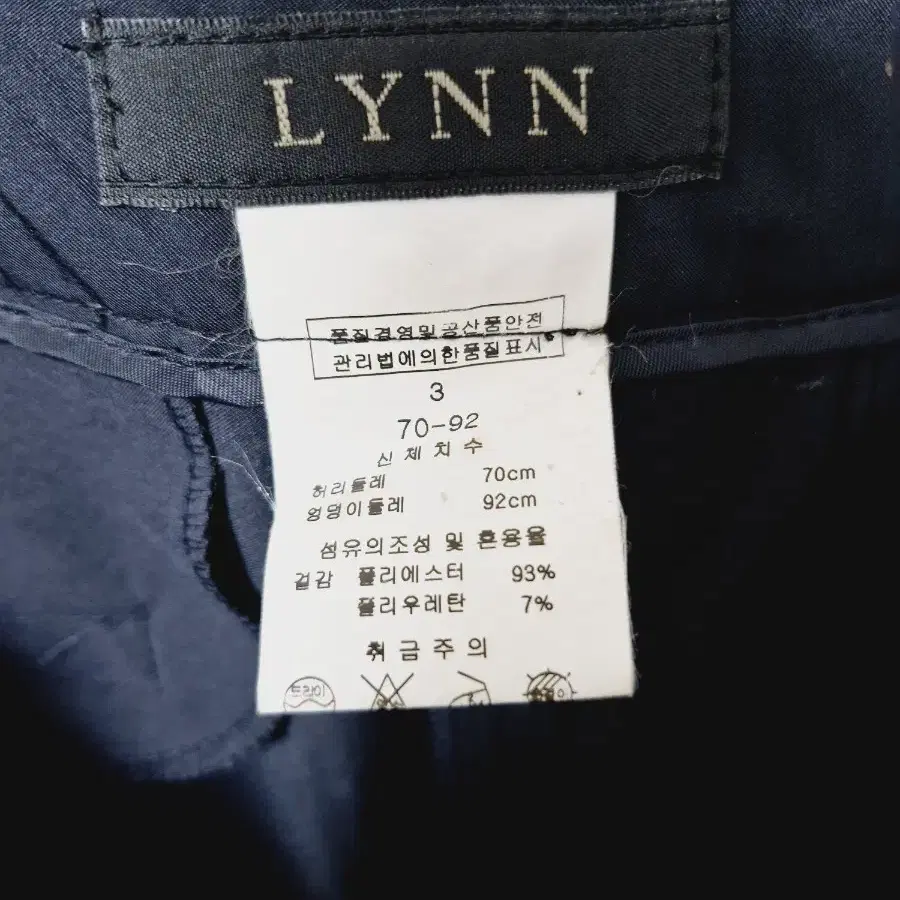 LYNN
품질경영및공산품안전
관리법에의한품질표시
3
70-92
신체치수
허리둘레 70cm
엉덩이둘레 92cm
섬유의조성 및 혼용율
겉감 폴리에스터 93%
폴리우레탄 7%
취급주의
드라이